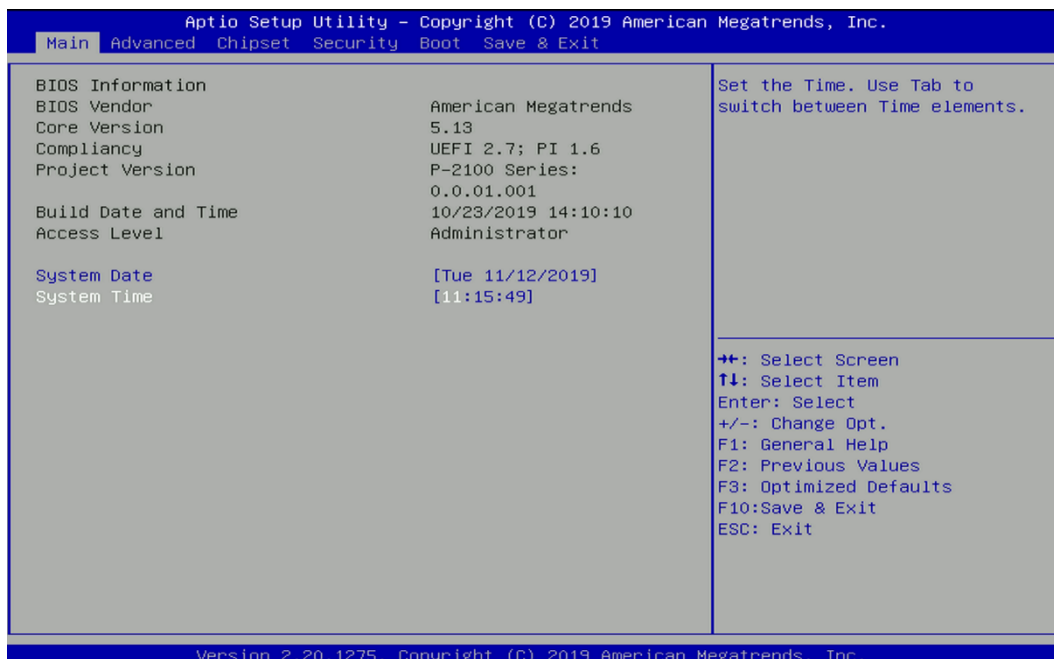 Aptio Setup Utility – Copyright (C) 2019 American Megatrends, Inc.
Main Advanced Chipset Security Boot Save & Exit
BIOS Information
BIOS Vendor American Megatrends
Core Version 5.13
Compliancy UEFI 2.7; PI 1.6
Project Version P-2100 Series:
0.0.01.001
Build Date and Time 10/23/2019 14:10:10
Access Level Administrator
System Date [Tue 11/12/2019]
System Time [11:15:49]
Set the Time. Use Tab to
switch between Time elements.
→←: Select Screen
↑↓: Select Item
Enter: Select
+/-: Change Opt.
F1: General Help
F2: Previous Values
F3: Optimized Defaults
F10:Save & Exit
ESC: Exit
Version 2.20.1275. Copyright (C) 2019 American Megatrends, Inc.